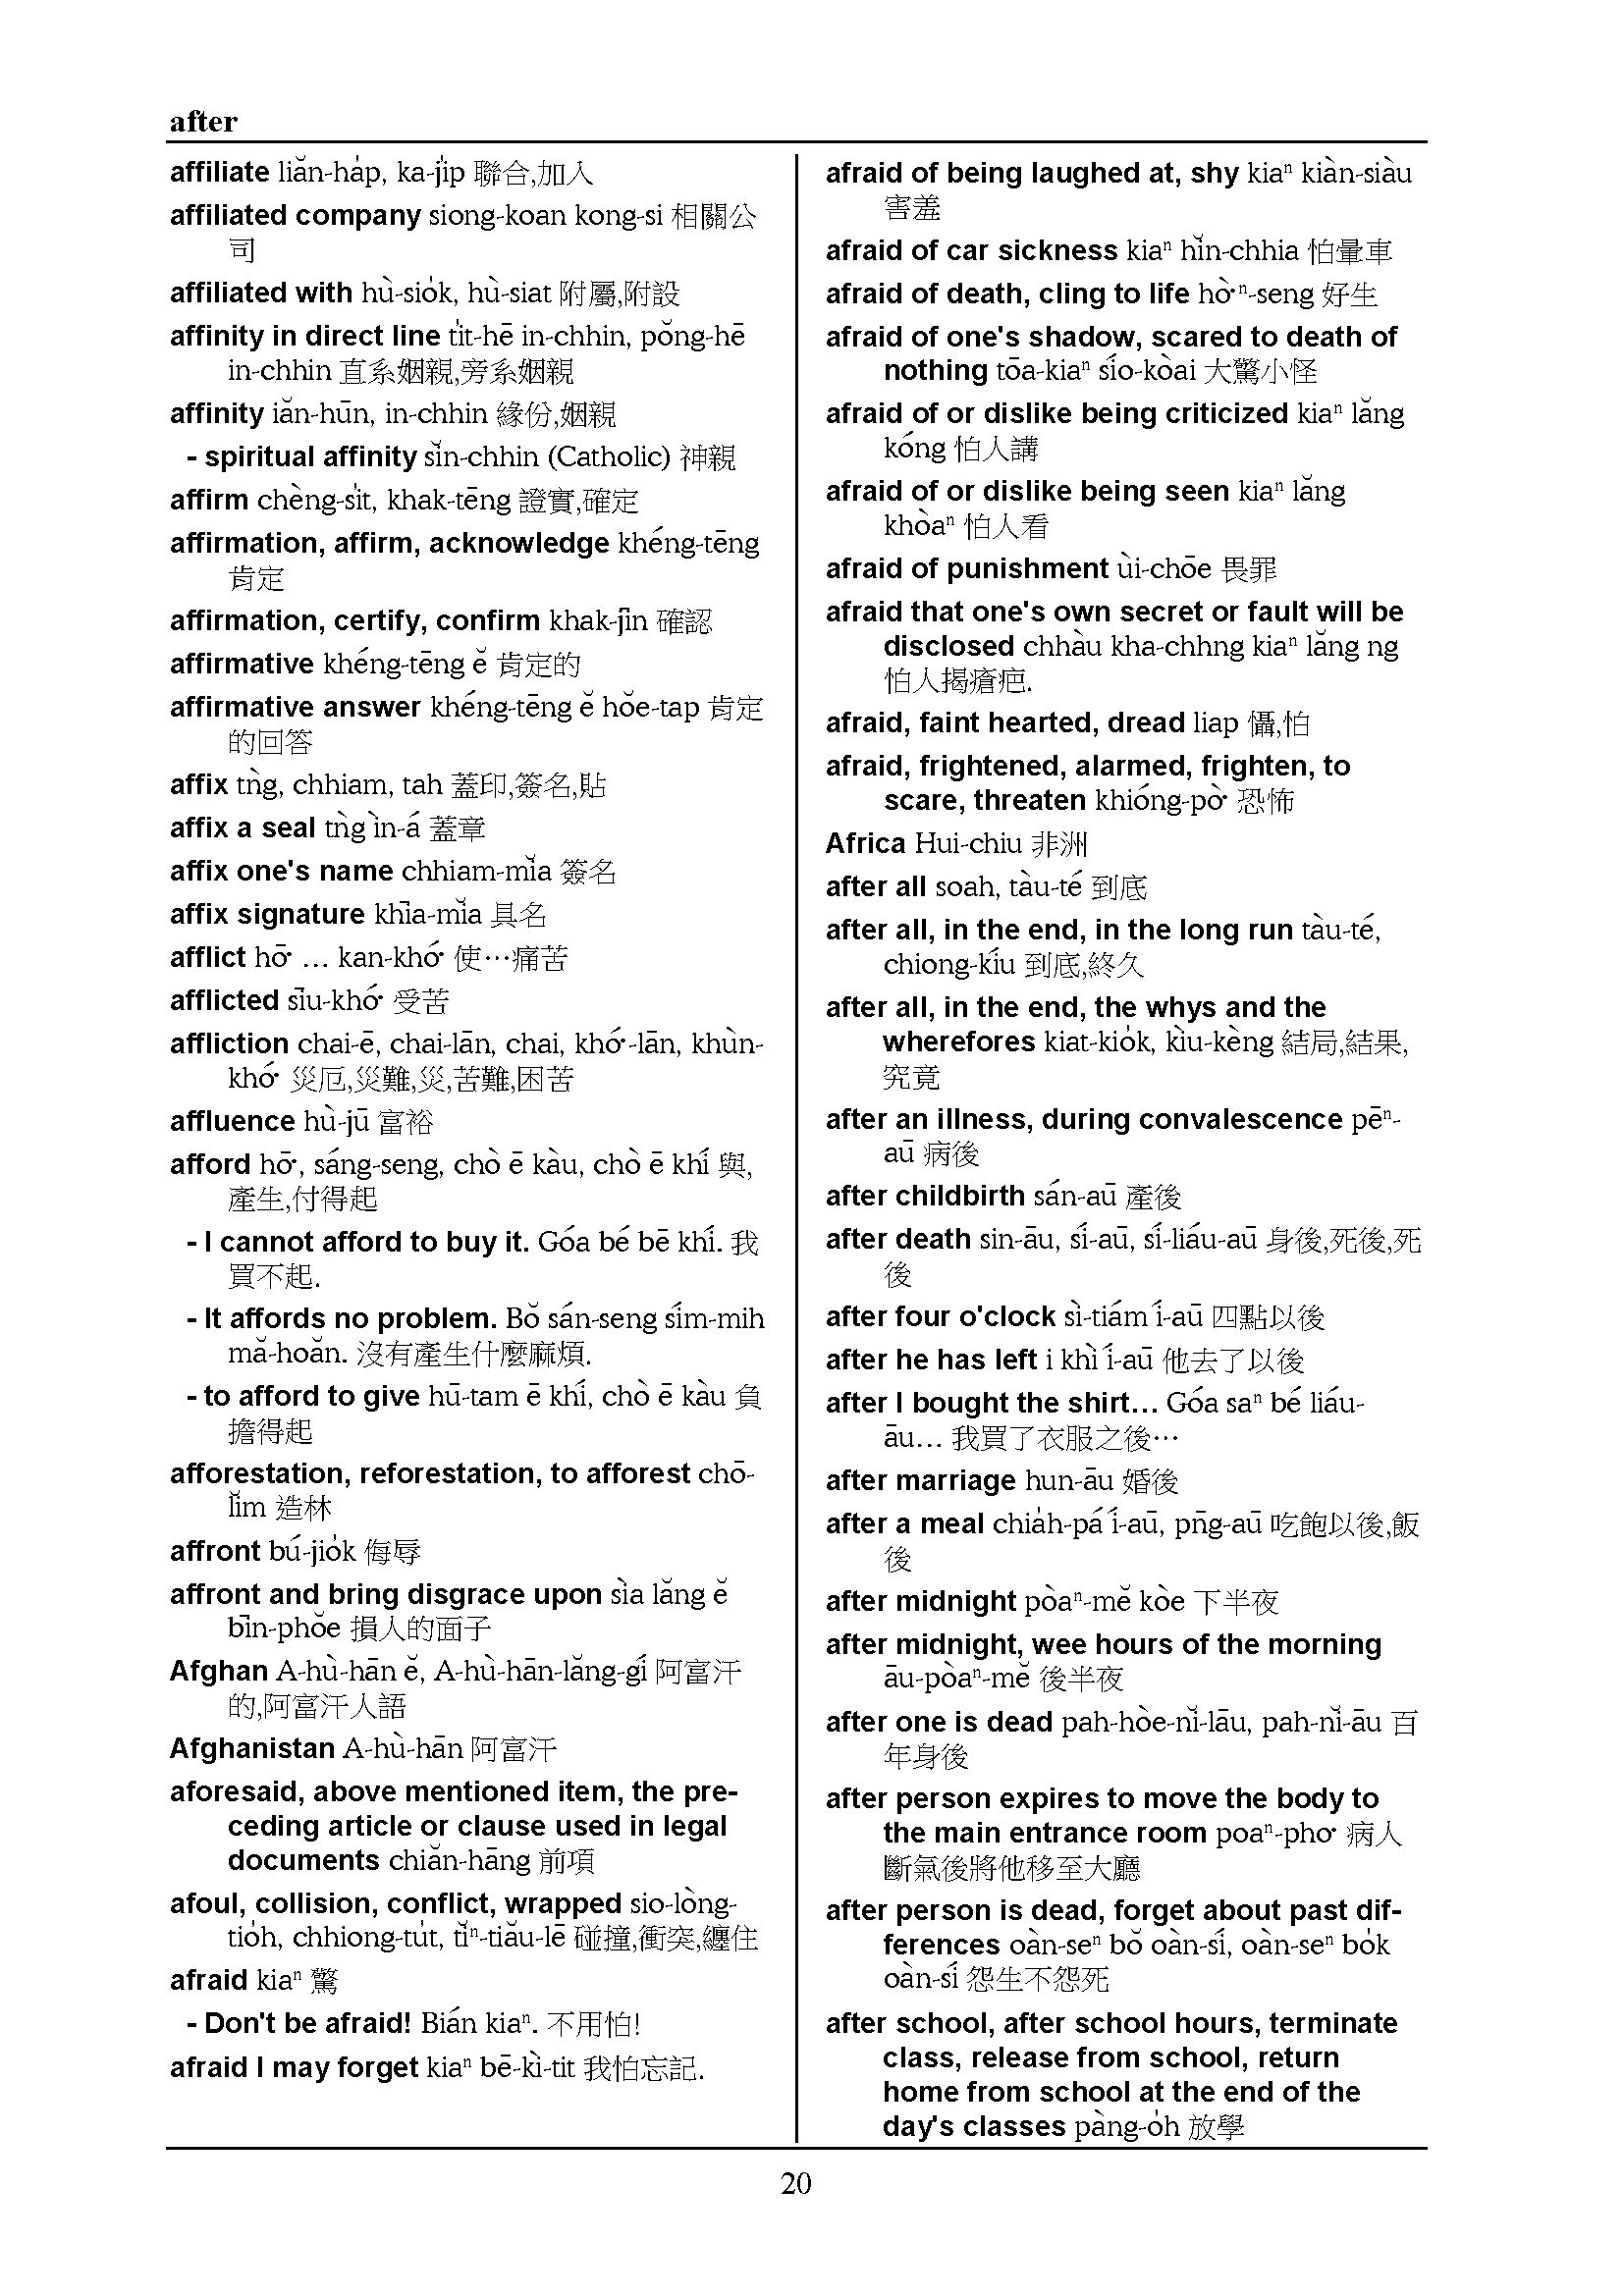 after
affiliate liăn-ha̍p, ka-ji̍p 聯合,加入
affiliated company siong-koan kong-si 相關公
司
affiliated with hù-sio̍k, hù-siat 附屬,附設
affinity in direct line ti̍t-hē in-chhin, pŏng-hē
in-chhin 直系姻親,旁系姻親
affinity iăn-hūn, in-chhin 緣份,姻親
- spiritual affinity sĭn-chhin (Catholic) 神親
affirm chèng-si̍t, khak-tēng 證實,確定
affirmation, affirm, acknowledge khéng-tēng
肯定
affirmation, certify, confirm khak-jīn 確認
affirmative khéng-tēng ĕ 肯定的
affirmative answer khéng-tēng ĕ hŏe-tap 肯定
的回答
affix tǹg, chhiam, tah 蓋印,簽名,貼
affix a seal tǹg ìn-á 蓋章
affix one's name chhiam-mĭa 簽名
affix signature khīa-mĭa 具名
afflict hō͘ … kan-khó͘ 使…痛苦
afflicted sīu-khó͘ 受苦
affliction chai-ē, chai-lān, chai, khó͘-lān, khùn-
khó͘ 災厄,災難,災,苦難,困苦
affluence hù-jū 富裕
afford hō͘, sáng-seng, chò ē kàu, chò ē khí 與,
產生,付得起
- I cannot afford to buy it. Góa bé bē khí. 我
買不起.
- It affords no problem. Bŏ sán-seng sím-mih
mă-hoăn. 沒有產生什麼麻煩.
- to afford to give hū-tam ē khí, chò ē kàu 負
擔得起
afforestation, reforestation, to afforest chō-
lĭm 造林
affront bú-jio̍k 侮辱
affront and bring disgrace upon sìa lăng ĕ
bīn-phŏe 損人的面子
Afghan A-hù-hān ĕ, A-hù-hān-lăng-gí 阿富汗
的,阿富汗人語
Afghanistan A-hù-hān 阿富汗
aforesaid, above mentioned item, the pre-
ceding article or clause used in legal
documents chiăn-hāng 前項
afoul, collision, conflict, wrapped sio-lòng-
tio̍h, chhiong-tu̍t, tĭⁿ-tiău-lē 碰撞,衝突,纏住
afraid kiaⁿ 驚
- Don't be afraid! Bián kiaⁿ. 不用怕!
afraid I may forget kiaⁿ bē-kì-tit 我怕忘記.
afraid of being laughed at, shy kiaⁿ kiàn-siàu
害羞
afraid of car sickness kiaⁿ hĭn-chhia 怕暈車
afraid of death, cling to life hò͘ⁿ-seng 好生
afraid of one's shadow, scared to death of
nothing tōa-kiaⁿ sío-kòai 大驚小怪
afraid of or dislike being criticized kiaⁿ lăng
kóng 怕人講
afraid of or dislike being seen kiaⁿ lăng
khòaⁿ 怕人看
afraid of punishment ùi-chōe 畏罪
afraid that one's own secret or fault will be
disclosed chhàu kha-chhng kiaⁿ lăng ng
怕人揭瘡疤.
afraid, faint hearted, dread liap 懾,怕
afraid, frightened, alarmed, frighten, to
scare, threaten khióng-pò͘ 恐怖
Africa Hui-chiu 非洲
after all soah, tàu-té 到底
after all, in the end, in the long run tàu-té,
chiong-kíu 到底,終久
after all, in the end, the whys and the
wherefores kiat-kio̍k, kìu-kèng 結局,結果,
究竟
after an illness, during convalescence pēⁿ-
aū 病後
after childbirth sán-aū 產後
after death sin-āu, sí-aū, sí-liáu-aū 身後,死後,死
後
after four o'clock sì-tiám í-aū 四點以後
after he has left i khì í-aū 他去了以後
after I bought the shirt… Góa saⁿ bé liáu-
āu… 我買了衣服之後…
after marriage hun-āu 婚後
after a meal chia̍h-pá í-aū, pn̄g-aū 吃飽以後,飯
後
after midnight pòaⁿ-mĕ kòe 下半夜
after midnight, wee hours of the morning
āu-pòaⁿ-mĕ 後半夜
after one is dead pah-hòe-nĭ-lāu, pah-nĭ-āu 百
年身後
after person expires to move the body to
the main entrance room poaⁿ-pho͘ 病人
斷氣後將他移至大廳
after person is dead, forget about past dif-
ferences oàn-seⁿ bŏ oàn-sí, oàn-seⁿ bo̍k
oàn-sí 怨生不怨死
after school, after school hours, terminate
class, release from school, return
home from school at the end of the
day's classes pàng-o̍h 放學
20